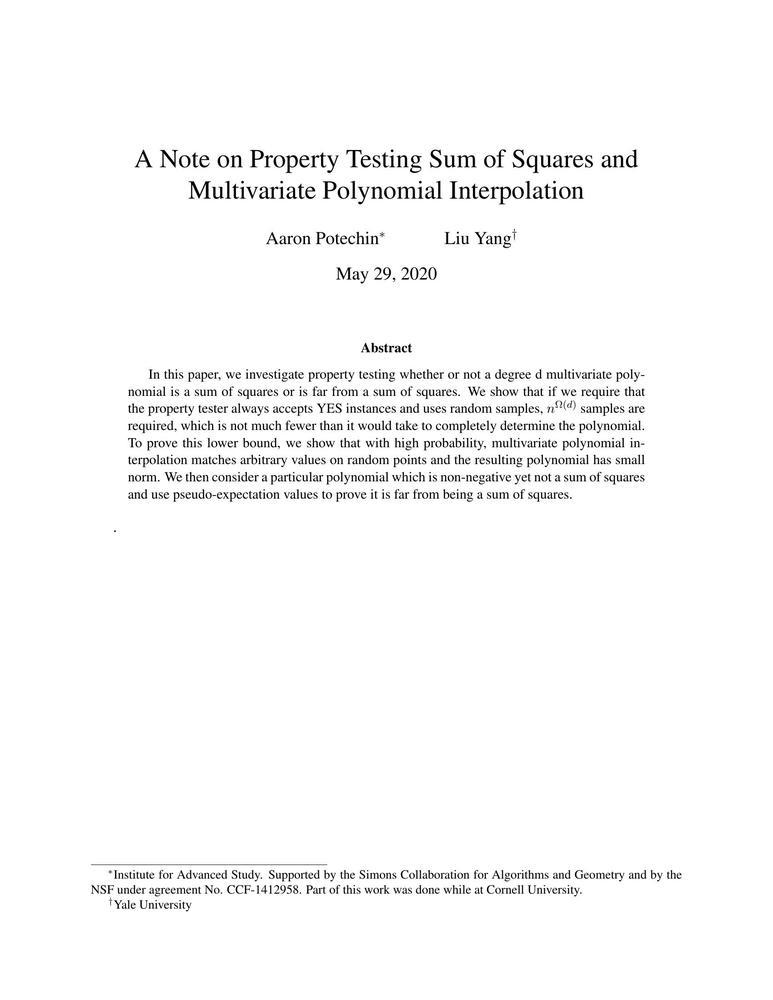 A Note on Property Testing Sum of Squares and
Multivariate Polynomial Interpolation
Aaron Potechin* Liu Yang†
May 29, 2020
Abstract
In this paper, we investigate property testing whether or not a degree d multivariate poly-
nomial is a sum of squares or is far from a sum of squares. We show that if we require that
the property tester always accepts YES instances and uses random samples, n^{Ω(d)} samples are
required, which is not much fewer than it would take to completely determine the polynomial.
To prove this lower bound, we show that with high probability, multivariate polynomial in-
terpolation matches arbitrary values on random points and the resulting polynomial has small
norm. We then consider a particular polynomial which is non-negative yet not a sum of squares
and use pseudo-expectation values to prove it is far from being a sum of squares.
.
*Institute for Advanced Study. Supported by the Simons Collaboration for Algorithms and Geometry and by the
NSF under agreement No. CCF-1412958. Part of this work was done while at Cornell University.
†Yale University